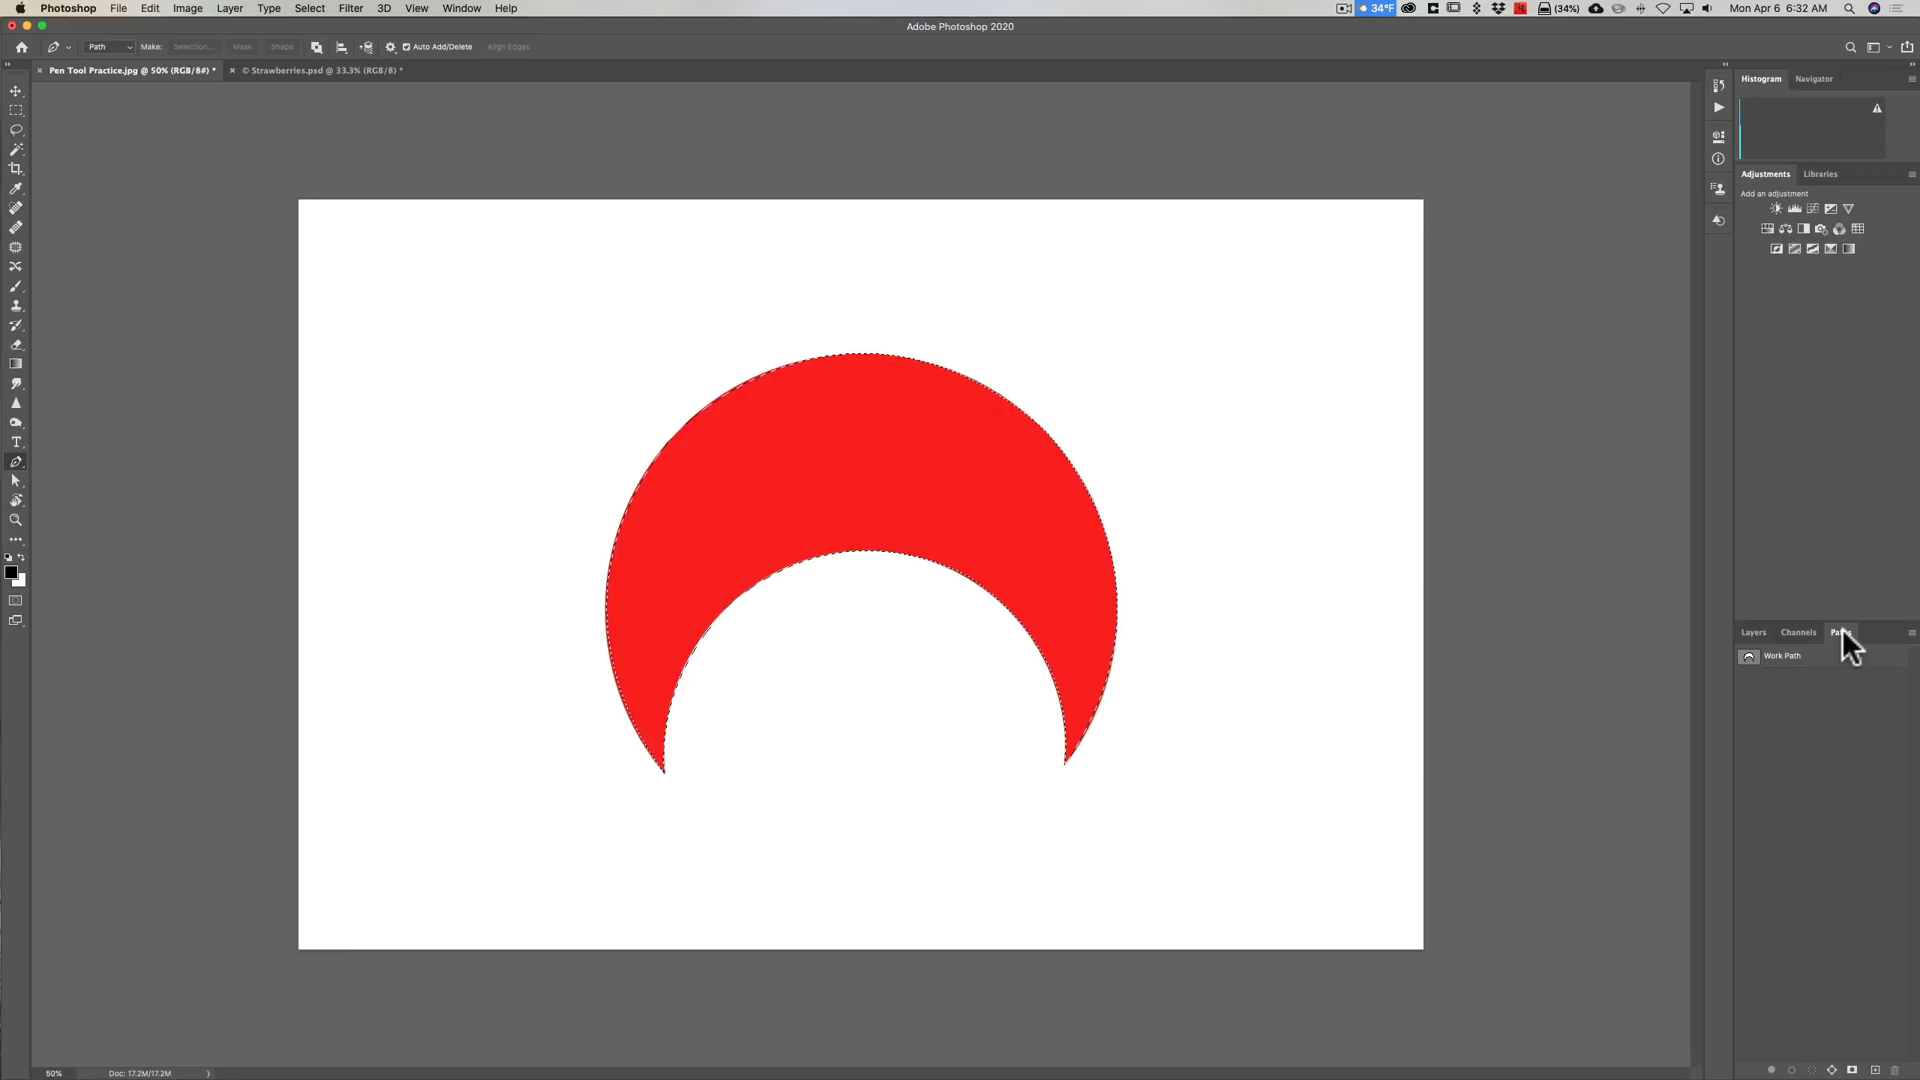 Photoshop File Edit Image Layer Type Select Filter 3D View Window Help 34°F (34%) Mon Apr 6 6:32 AM
Adobe Photoshop 2020
Path Make: Selection... Mask Shape Auto Add/Delete Align Edges
× Pen Tool Practice.jpg @ 50% (RGB/8#) * × © Strawberries.psd @ 33.3% (RGB/8) *
Histogram Navigator
Adjustments Libraries
Add an adjustment
Layers Channels
Work Path
50% Doc: 17.2M/17.2M